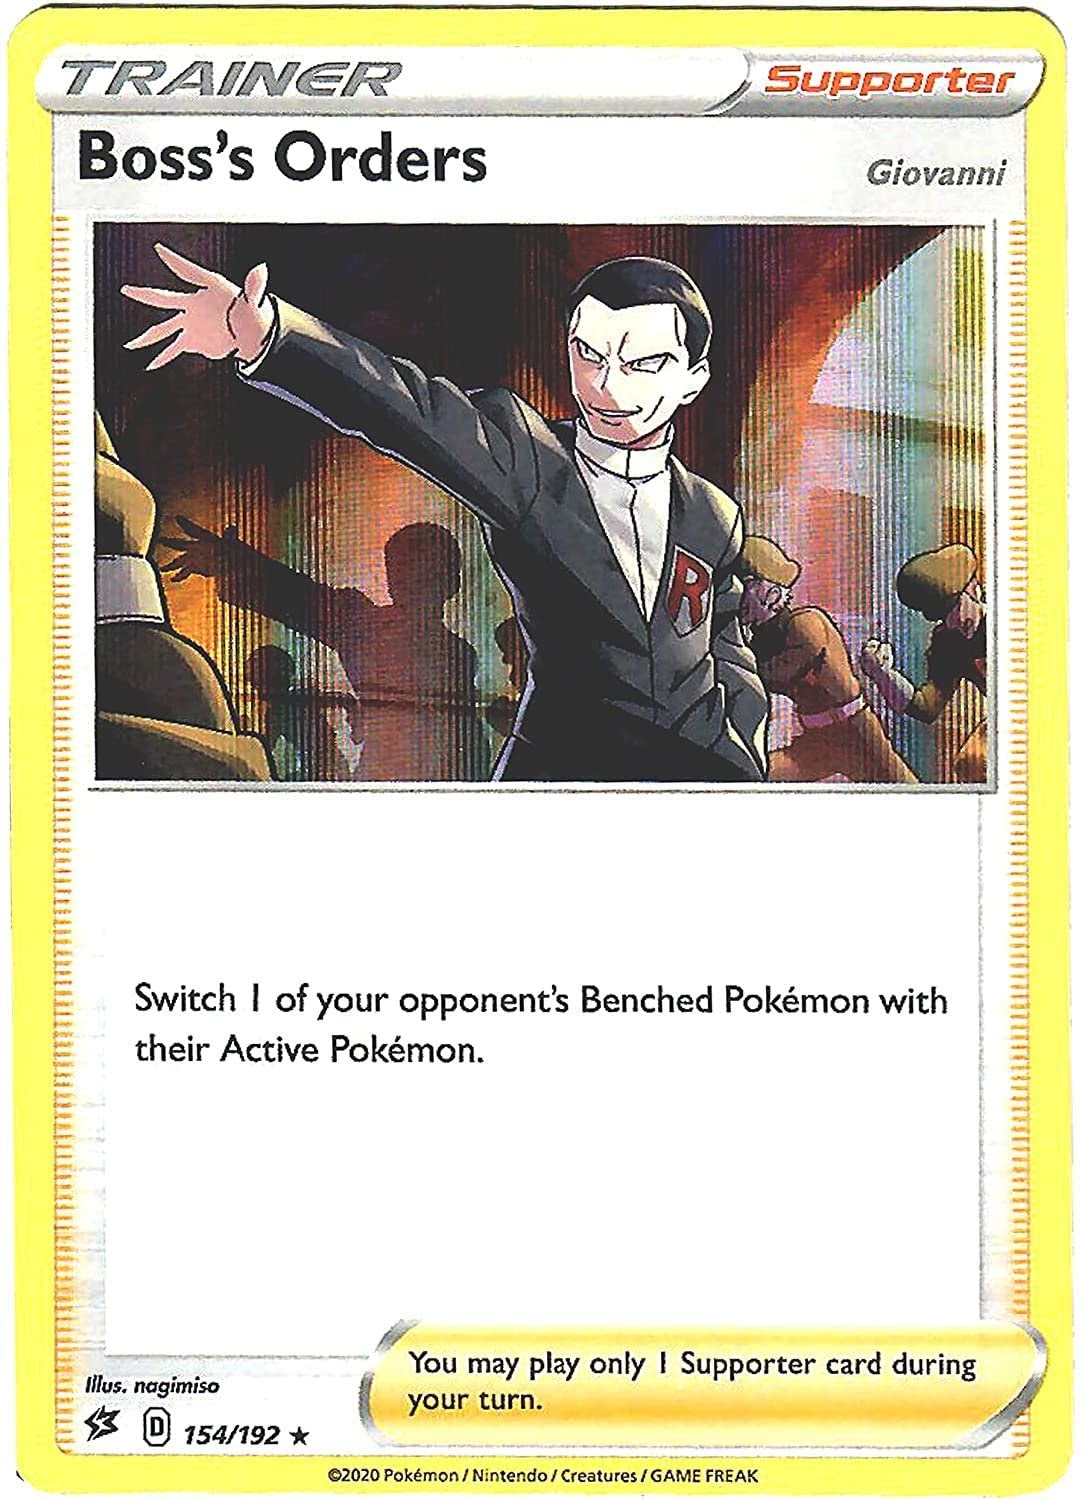 TRAINER Supporter
Boss's Orders Giovanni
R
Switch 1 of your opponent's Benched Pokémon with
their Active Pokémon.
You may play only 1 Supporter card during
your turn.
Illus. nagimiso
D 154/192 ★
©2020 Pokémon / Nintendo / Creatures / GAME FREAK